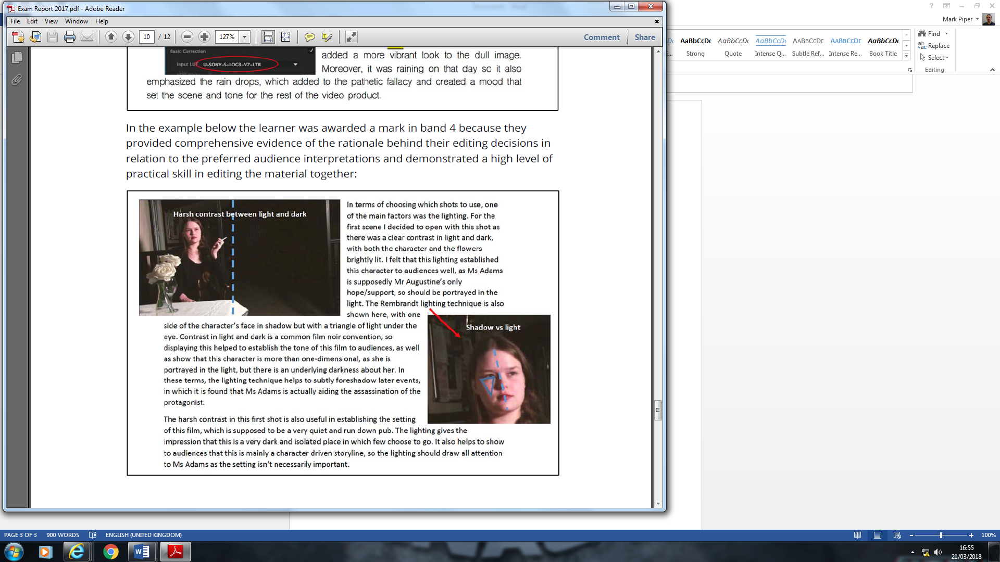 Exam Report 2017.pdf - Adobe Reader
File Edit View Window Help
10 / 12 127% Comment Share
Mark Piper
AaBbCcDc AaBbCcDc AaBbCcDc AABBCCDE AABBCCDE AaBbCcDc
Strong Quote Intense Q... Subtle Ref... Intense Re... Book Title
Find
Replace
Select
Editing
Basic Correction
Input LUT U-SONY-S-LOG3-V7-LTR
added a more vibrant look to the dull image.
Moreover, it was raining on that day so it also
emphasized the rain drops, which added to the pathetic fallacy and created a mood that
set the scene and tone for the rest of the video product.
In the example below the learner was awarded a mark in band 4 because they
provided comprehensive evidence of the rationale behind their editing decisions in
relation to the preferred audience interpretations and demonstrated a high level of
practical skill in editing the material together:
Harsh contrast between light and dark
In terms of choosing which shots to use, one
of the main factors was the lighting. For the
first scene I decided to open with this shot as
there was a clear contrast in light and dark,
with both the character and the flowers
brightly lit. I felt that this lighting established
this character to audiences well, as Ms Adams
is supposedly Mr Augustine's only
hope/support, so should be portrayed in the
light. The Rembrandt lighting technique is also
shown here, with one
side of the character's face in shadow but with a triangle of light under the
eye. Contrast in light and dark is a common film noir convention, so
displaying this helped to establish the tone of this film to audiences, as well
as show that this character is more than one-dimensional, as she is
portrayed in the light, but there is an underlying darkness about her. In
these terms, the lighting technique helps to subtly foreshadow later events,
in which it is found that Ms Adams is actually aiding the assassination of the
protagonist.
Shadow vs light
The harsh contrast in this first shot is also useful in establishing the setting
of this film, which is supposed to be a very quiet and run down pub. The lighting gives the
impression that this is a very dark and isolated place in which few choose to go. It also helps to show
to audiences that this is mainly a character driven storyline, so the lighting should draw all attention
to Ms Adams as the setting isn't necessarily important.
PAGE 3 OF 3 900 WORDS ENGLISH (UNITED KINGDOM) 100%
16:55
21/03/2018